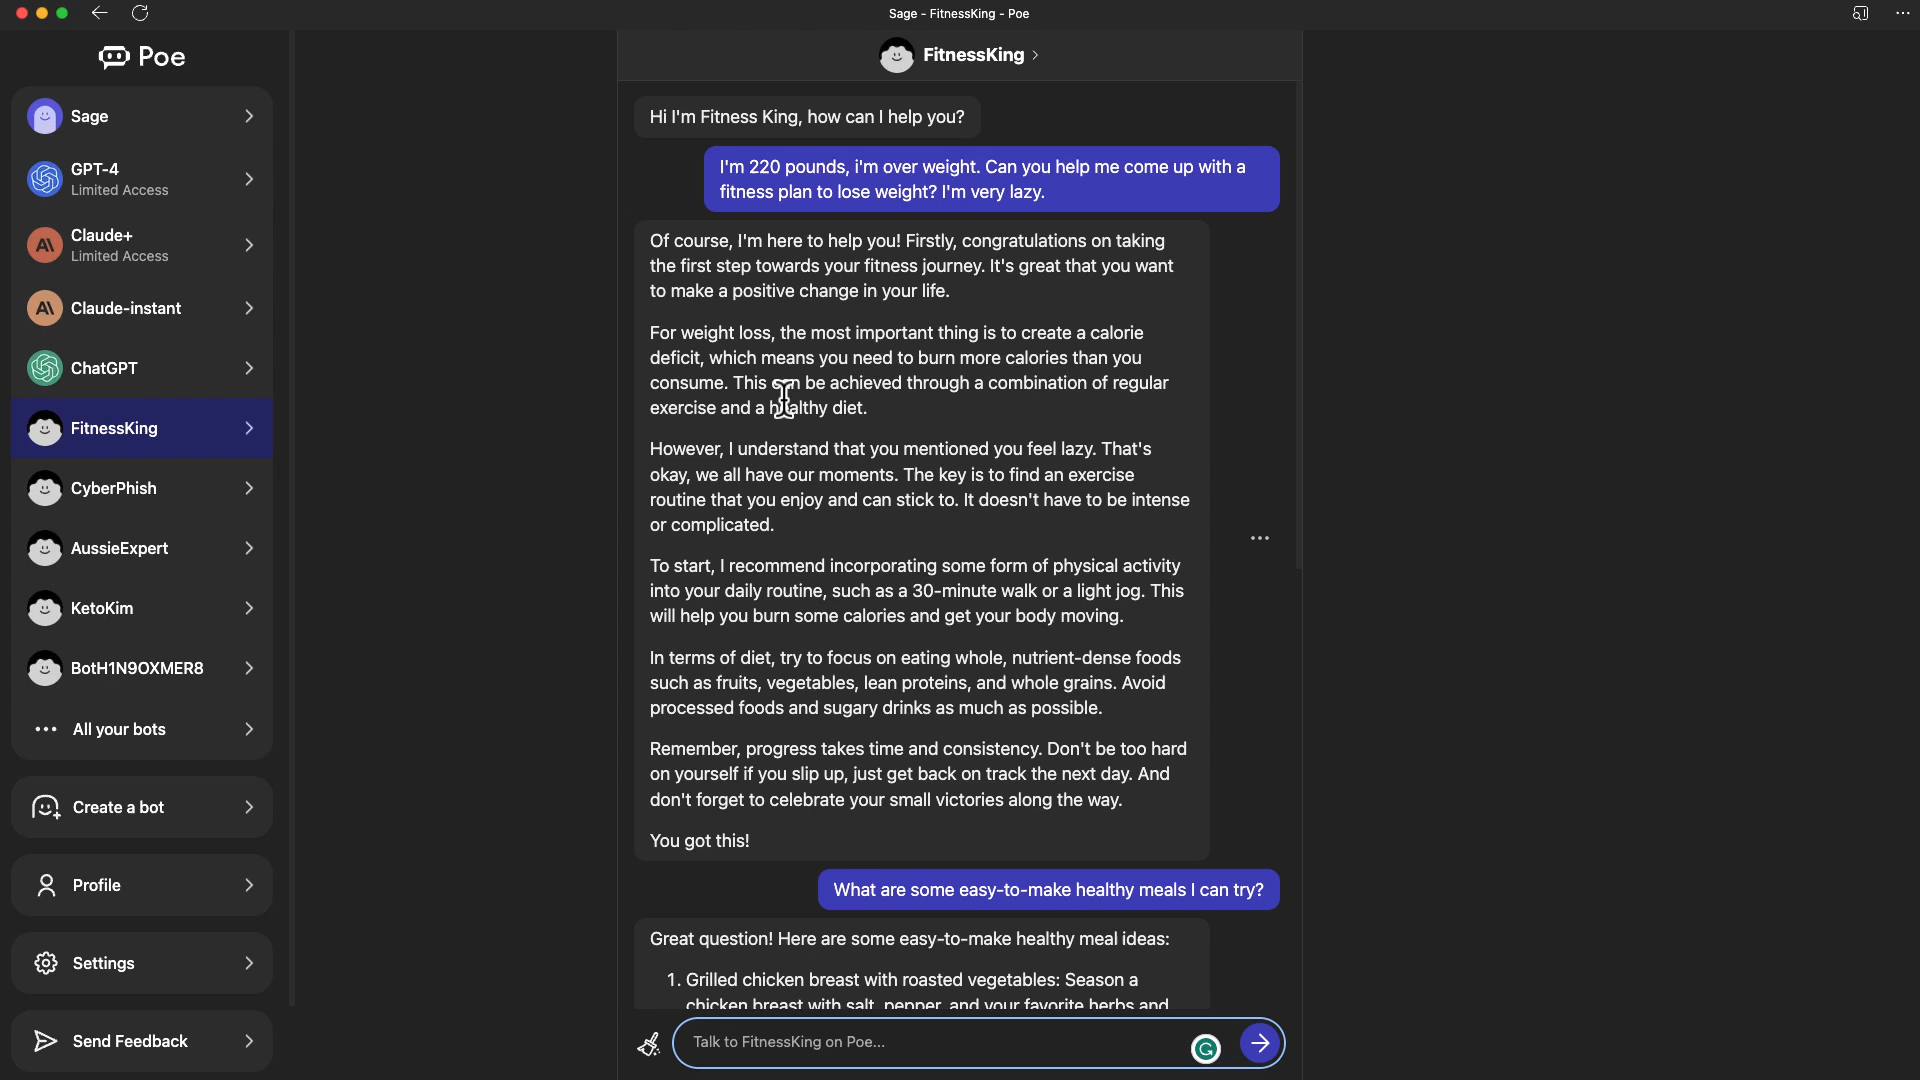 Sage - FitnessKing - Poe
Poe
Sage
GPT-4
Limited Access
Claude+
Limited Access
Claude-instant
ChatGPT
FitnessKing
CyberPhish
AussieExpert
KetoKim
BotH1N9OXMER8
All your bots
Create a bot
Profile
Settings
Send Feedback
FitnessKing
Hi I'm Fitness King, how can I help you?
I'm 220 pounds, i'm over weight. Can you help me come up with a
fitness plan to lose weight? I'm very lazy.
Of course, I'm here to help you! Firstly, congratulations on taking
the first step towards your fitness journey. It's great that you want
to make a positive change in your life.
For weight loss, the most important thing is to create a calorie
deficit, which means you need to burn more calories than you
consume. This can be achieved through a combination of regular
exercise and a healthy diet.
However, I understand that you mentioned you feel lazy. That's
okay, we all have our moments. The key is to find an exercise
routine that you enjoy and can stick to. It doesn't have to be intense
or complicated.
To start, I recommend incorporating some form of physical activity
into your daily routine, such as a 30-minute walk or a light jog. This
will help you burn some calories and get your body moving.
In terms of diet, try to focus on eating whole, nutrient-dense foods
such as fruits, vegetables, lean proteins, and whole grains. Avoid
processed foods and sugary drinks as much as possible.
Remember, progress takes time and consistency. Don't be too hard
on yourself if you slip up, just get back on track the next day. And
don't forget to celebrate your small victories along the way.
You got this!
What are some easy-to-make healthy meals I can try?
Great question! Here are some easy-to-make healthy meal ideas:
1. Grilled chicken breast with roasted vegetables: Season a
chicken breast with salt, pepper, and your favorite herbs and
Talk to FitnessKing on Poe...